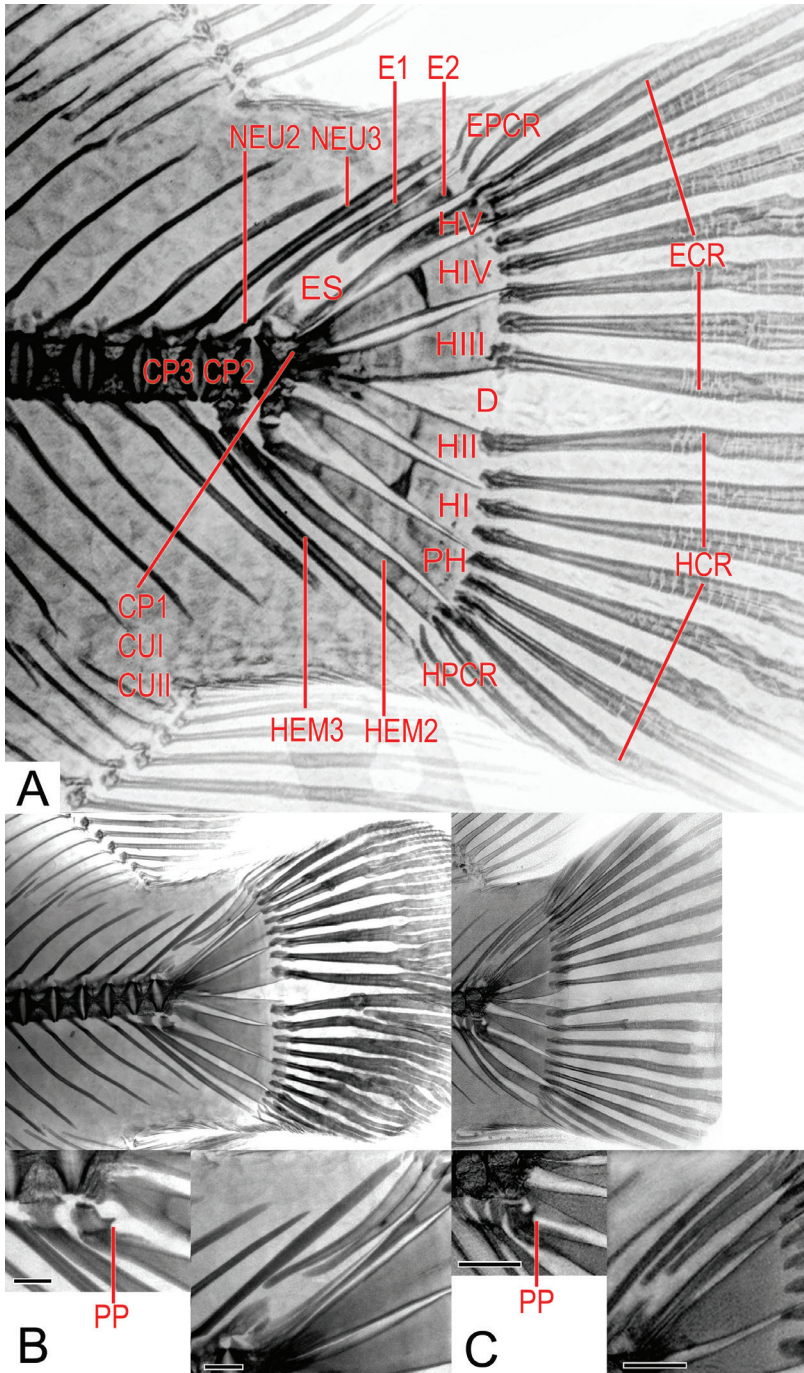 E1 E2
EPCR
NEU2 NEU3
HV
ECR
HIV
ES
HIII
CP3 CP2
D
HII
HI
HCR
PH
CP1
CUI
CUII
HPCR
HEM3 HEM2
A
PP PP
B C